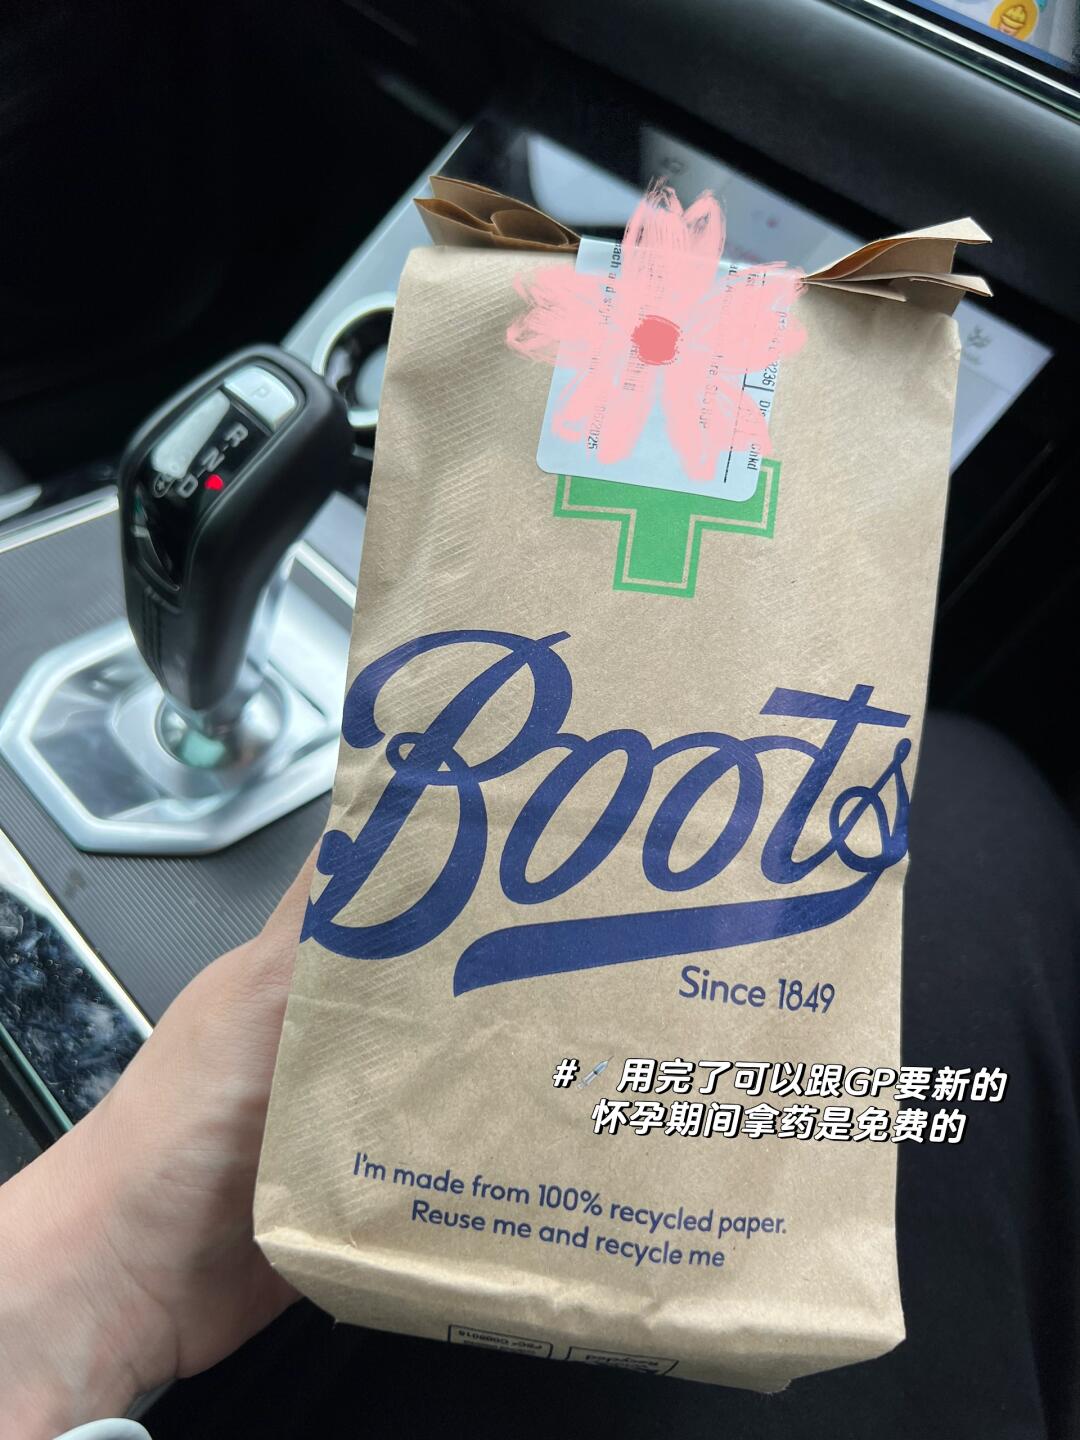 P
R
N
D
Boots
Since 1849
#💉 用完了可以跟GP要新的
怀孕期间拿药是免费的
I'm made from 100% recycled paper.
Reuse me and recycle me